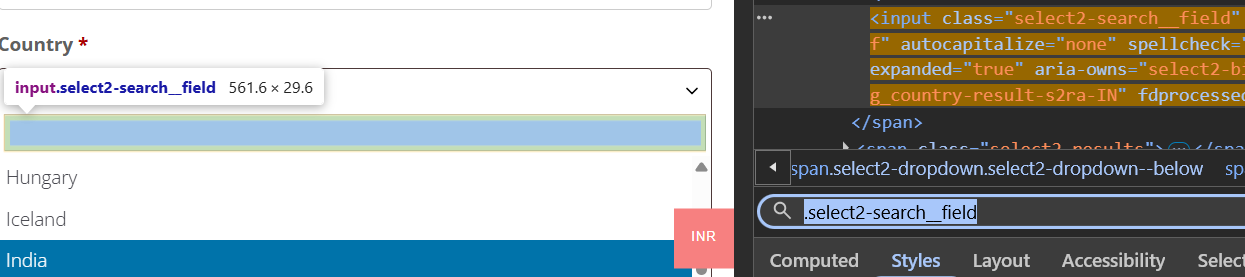 Country *
input.select2-search__field 561.6 × 29.6
Hungary
Iceland
India
INR
<input class="select2-search__field"
f" autocapitalize="none" spellcheck="
expanded="true" aria-owns="select2-bi
g_country-result-s2ra-IN" fdprocessed
</span>
<span class="select2-results"> … </spa
span.select2-dropdown.select2-dropdown--below sp
.select2-search__field
Computed Styles Layout Accessibility Select